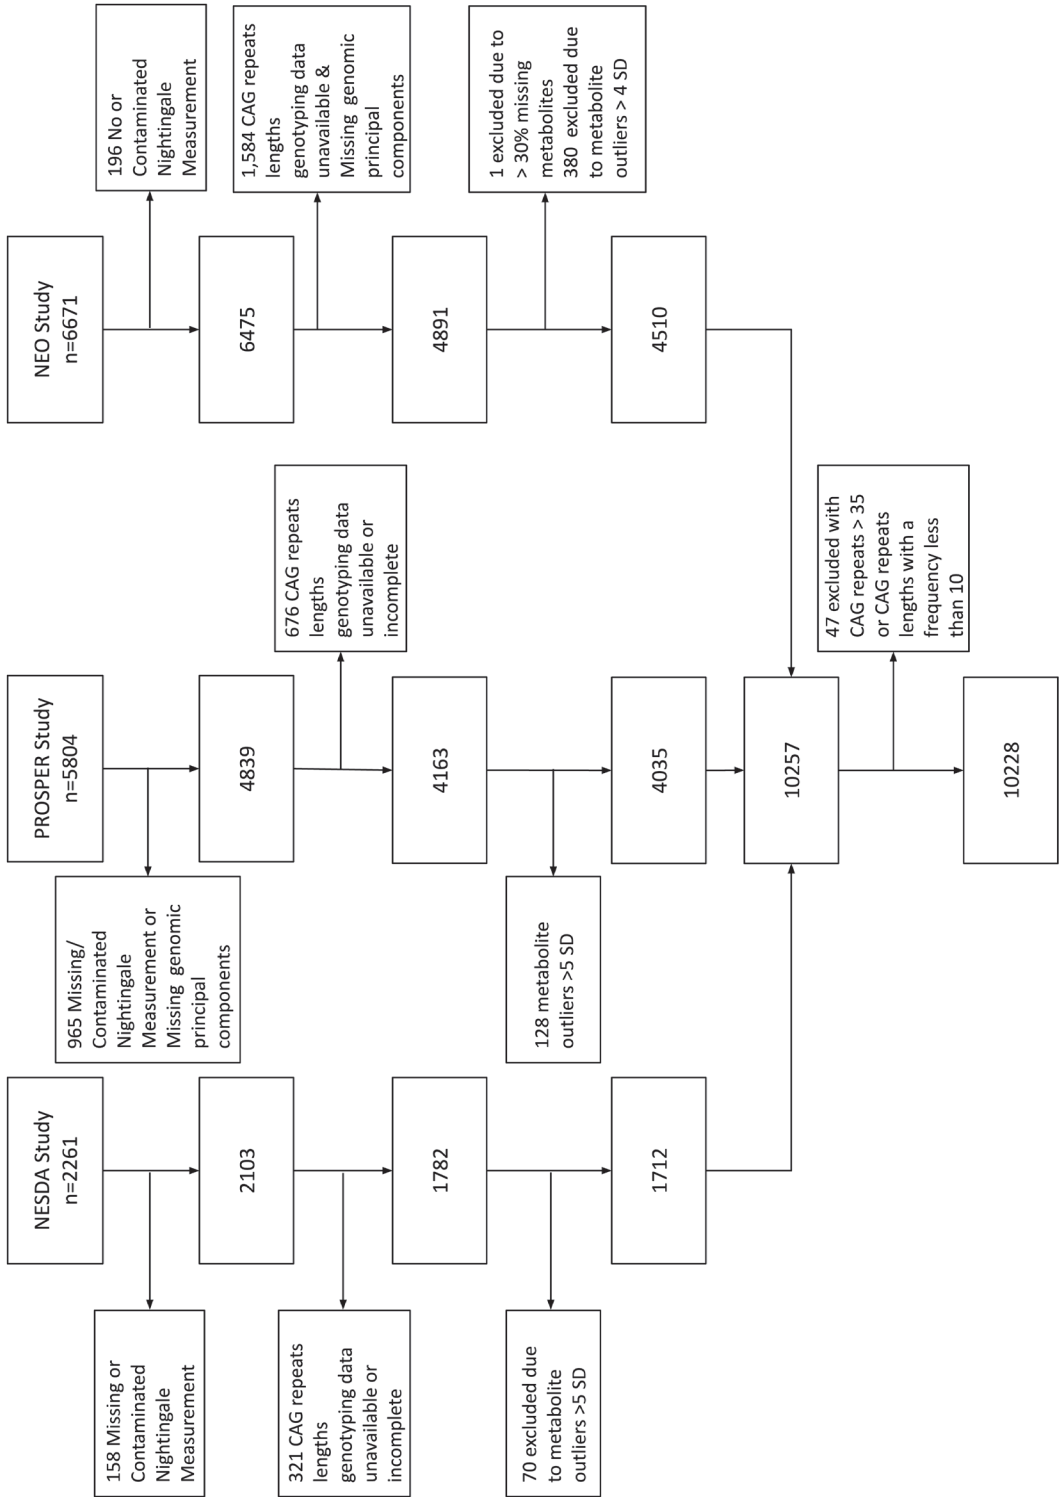 NESDA Study
n=2261
158 Missing or
Contaminated
Nightingale
Measurement
2103
321 CAG repeats
lengths
genotyping data
unavailable or
incomplete
1782
70 excluded due
to metabolite
outliers >5 SD
1712
PROSPER Study
n=5804
965 Missing/
Contaminated
Nightingale
Measurement or
Missing genomic
principal
components
4839
676 CAG repeats
lengths
genotyping data
unavailable or
incomplete
4163
128 metabolite
outliers >5 SD
4035
NEO Study
n=6671
196 No or
Contaminated
Nightingale
Measurement
6475
1,584 CAG repeats
lengths
genotyping data
unavailable &
Missing genomic
principal
components
4891
1 excluded due to
> 30% missing
metabolites
380 excluded due
to metabolite
outliers > 4 SD
4510
10257
47 excluded with
CAG repeats > 35
or CAG repeats
lengths with a
frequency less
than 10
10228